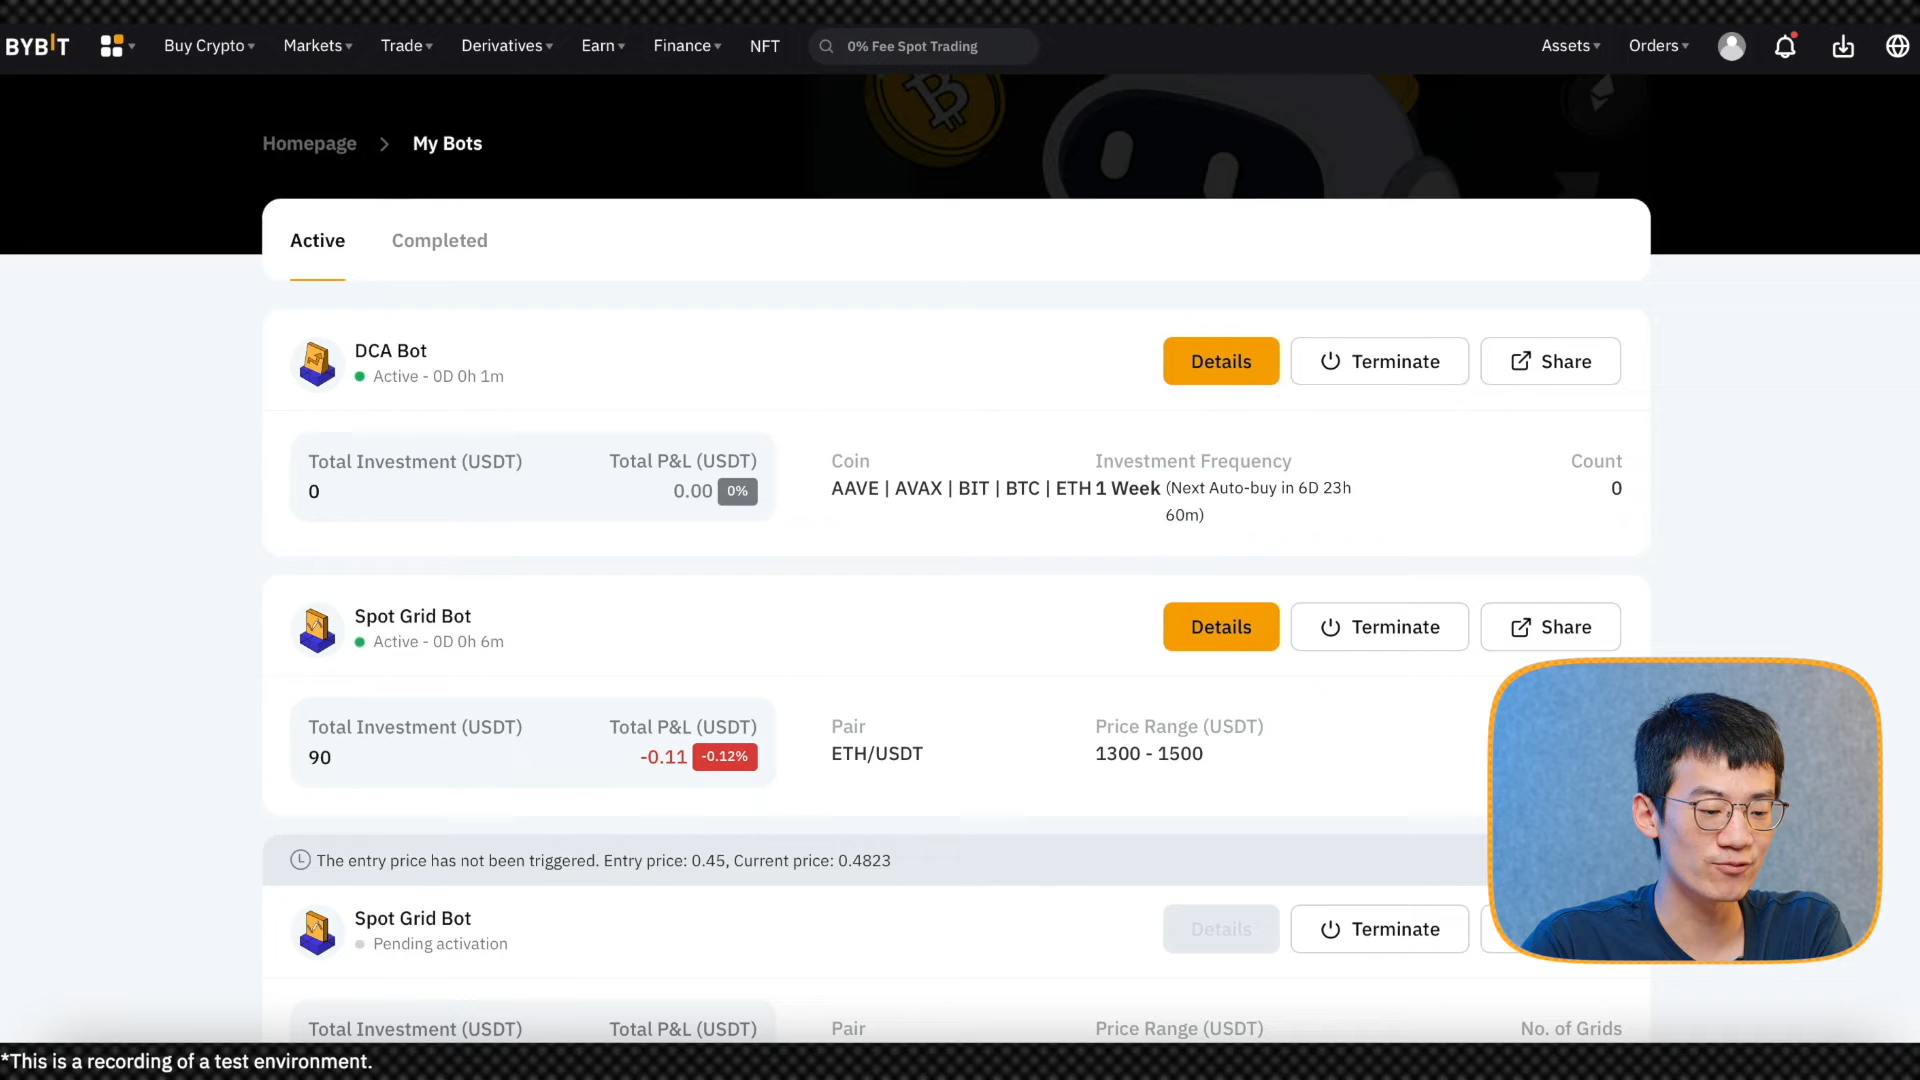 BYBIT
Buy Crypto Markets Trade Derivatives Earn Finance NFT 0% Fee Spot Trading Assets Orders
Homepage > My Bots
Active Completed
DCA Bot
Active - 0D 0h 1m
Details Terminate Share
Total Investment (USDT) Total P&L (USDT) Coin Investment Frequency Count
0 0.00 0% AAVE | AVAX | BIT | BTC | ETH 1 Week (Next Auto-buy in 6D 23h 0
60m)
Spot Grid Bot
Active - 0D 0h 6m
Details Terminate Share
Total Investment (USDT) Total P&L (USDT) Pair Price Range (USDT)
90 -0.11 -0.12% ETH/USDT 1300 - 1500
The entry price has not been triggered. Entry price: 0.45, Current price: 0.4823
Spot Grid Bot
Pending activation
Details Terminate
Total Investment (USDT) Total P&L (USDT) Pair Price Range (USDT) No. of Grids
*This is a recording of a test environment.